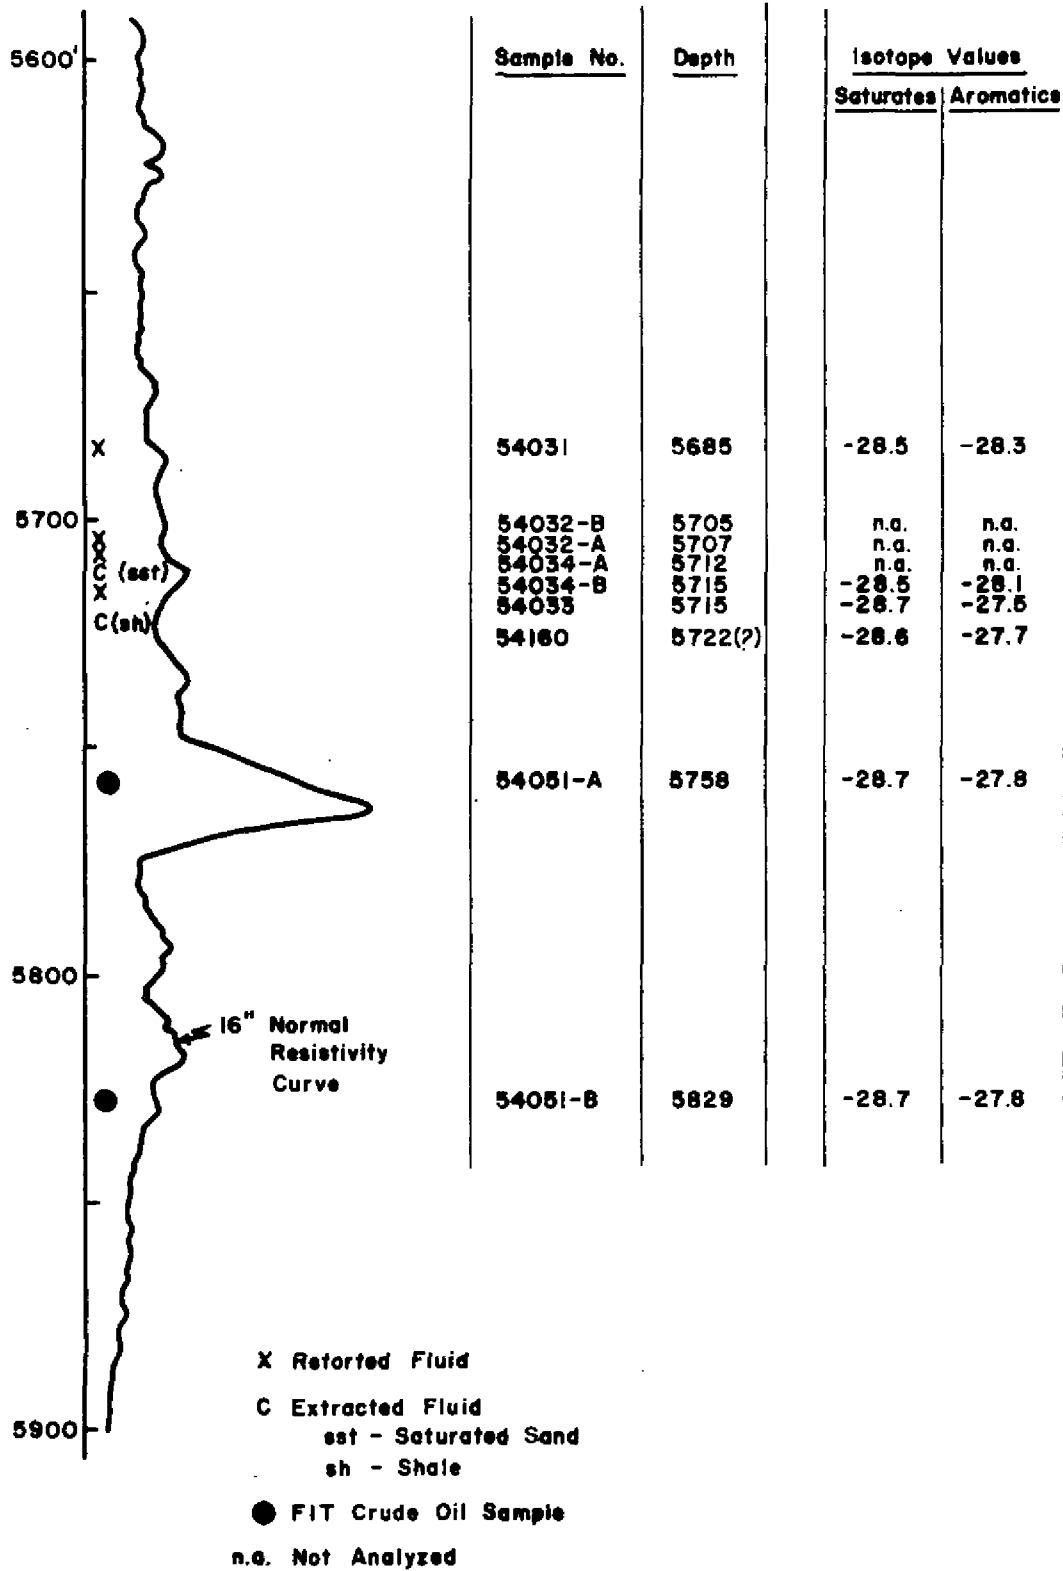 Sample No. Depth Isotope Values
Saturates Aromatics
5600'
X 54031 5685 -28.5 -28.3
5700
54032-B 5705 n.a. n.a.
X 54032-A 5707 n.a. n.a.
X 54034-A 5712 n.a. n.a.
C (sst) 54034-B 5715 -28.5 -28.1
X 54033 5715 -28.7 -27.5
C (sh) 54160 5722(?) -28.6 -27.7
54051-A 5758 -28.7 -27.8
5800
16" Normal
Resistivity
Curve
54051-B 5829 -28.7 -27.8
X Retorted Fluid
C Extracted Fluid
sst - Saturated Sand
sh - Shale
5900
FIT Crude Oil Sample
n.a. Not Analyzed